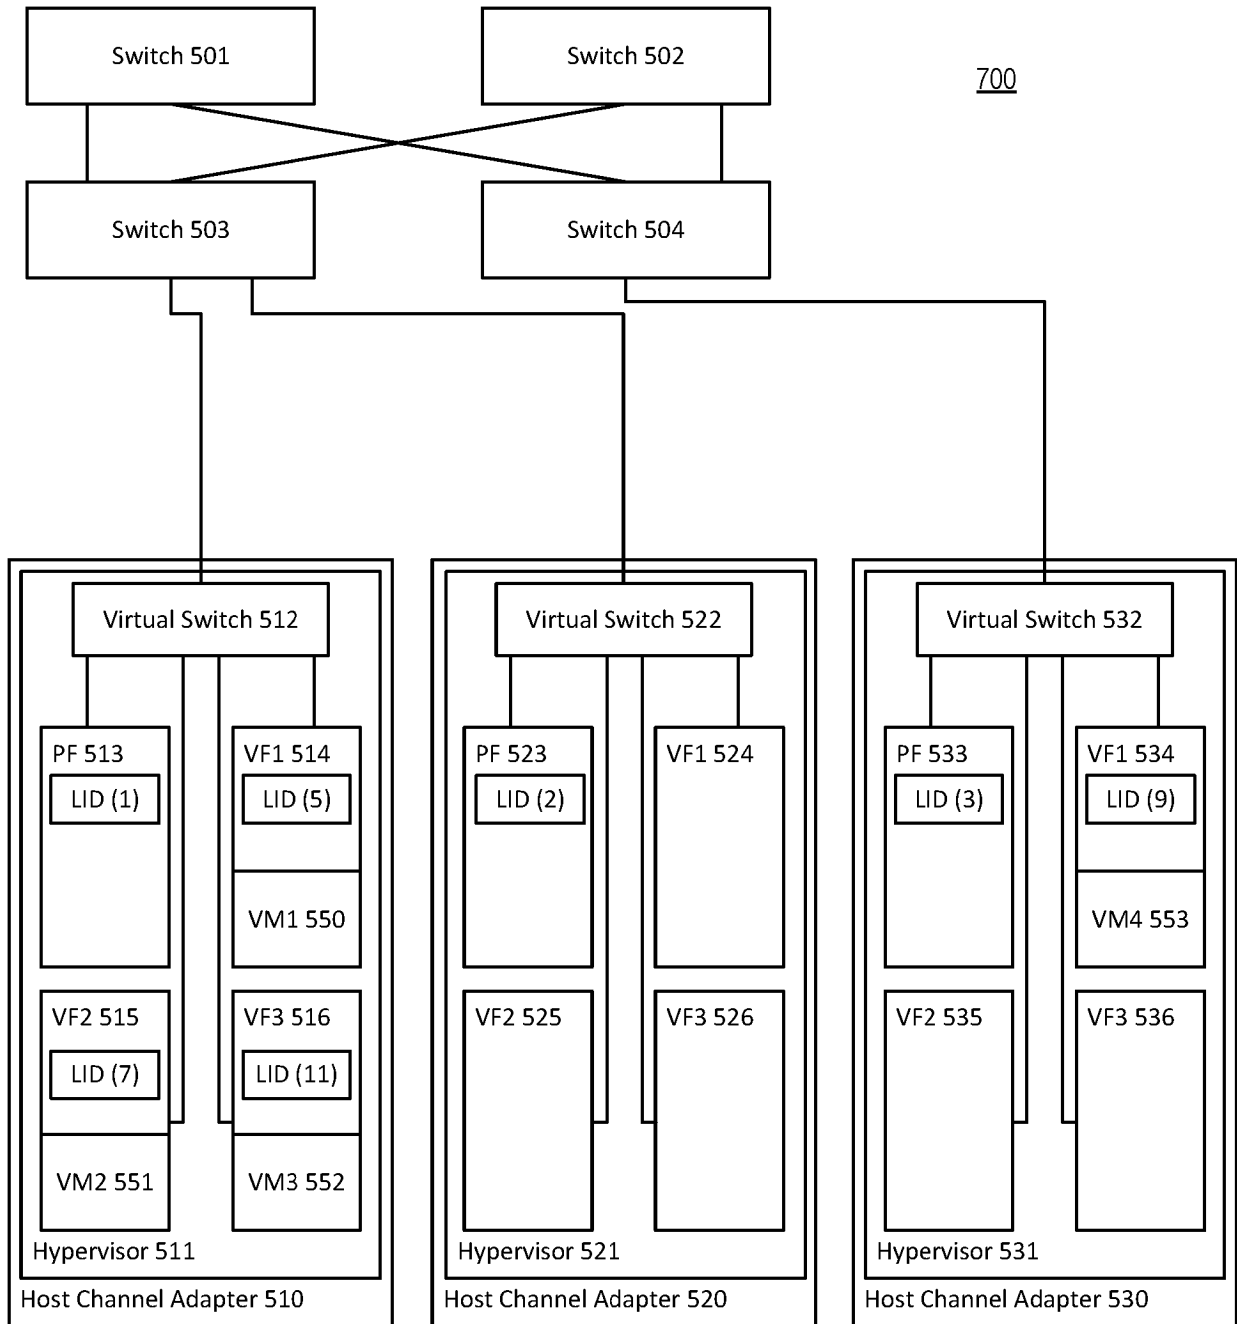 Switch 501
Switch 502
700
Switch 503
Switch 504
Virtual Switch 512
Virtual Switch 522
Virtual Switch 532
PF 513
LID (1)
VF1 514
LID (5)
VM1 550
PF 523
LID (2)
VF1 524
PF 533
LID (3)
VF1 534
LID (9)
VM4 553
VF2 515
LID (7)
VM2 551
VF3 516
LID (11)
VM3 552
VF2 525
VF3 526
VF2 535
VF3 536
Hypervisor 511
Hypervisor 521
Hypervisor 531
Host Channel Adapter 510
Host Channel Adapter 520
Host Channel Adapter 530